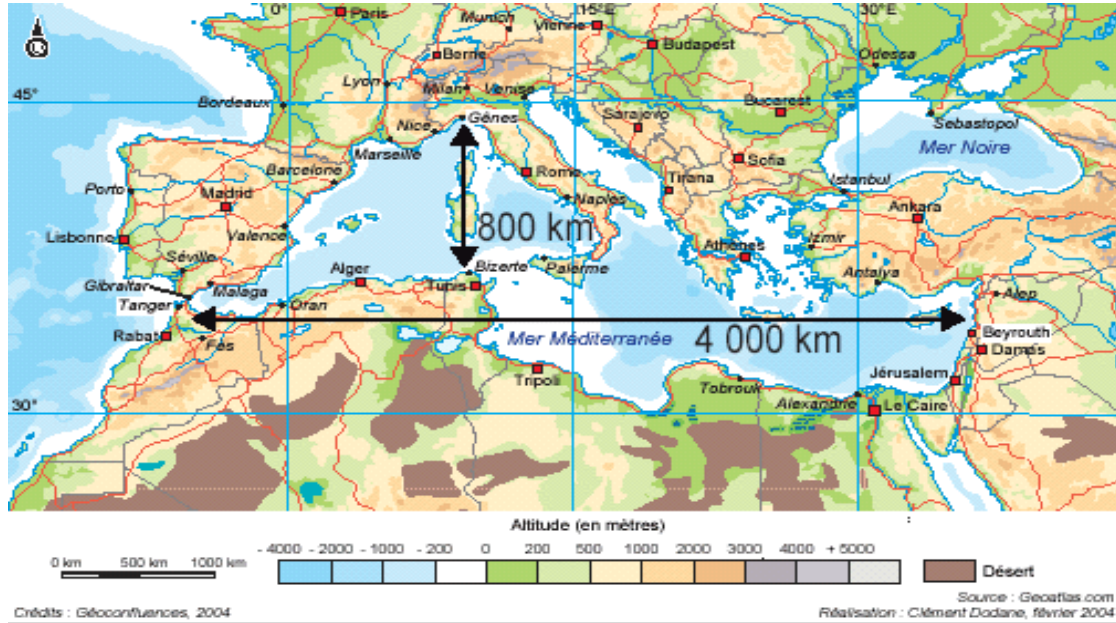 0°
15°E
30°E
Paris
Munich
Vienne
Budapest
Berne
Odessa
Lyon
Milan
Venise
45°
Bordeaux
Bucarest
Sébastopol
Gênes
Sarajevo
Nice
Marseille
Mer Noire
Sofia
Barcelone
Rome
Tirana
Istanbul
Porto
Madrid
Naples
Ankara
800 km
Lisbonne
Valence
Athènes
Izmir
Séville
Alger
Bizerte
Palerme
Antalya
Gibraltar
Malaga
Tunis
Alep
Tanger
Oran
Rabat
Fès
Mer Méditerranée
4 000 km
Beyrouth
Damas
Tripoli
Tobrouk
Jérusalem
30°
Alexandrie
Le Caire
Altitude (en mètres)
- 4000 - 2000 - 1000 - 200 0 200 500 1000 2000 3000 4000 + 5000
0 km 500 km 1000 km
Désert
Source : Geoatlas.com
Crédits : Géoconfluences, 2004
Réalisation : Clément Dodane, février 2004